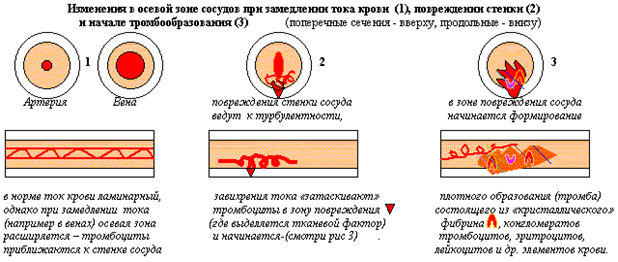 Изменения в осевой зоне сосудов при замедлении тока крови (1), повреждении стенки (2)
и начале тромбообразования (3) (поперечные сечения - вверху, продольные - внизу)
1
2
3
Артерия Вена
повреждения стенки сосуда
ведут к турбулентности,
в зоне повреждения сосуда
начинается формирование
в норме ток крови ламинарный,
однако при замедлении тока
(например в венах) осевая зона
расширяется – тромбоциты
приближаются к стенке сосуда
завихрения тока «затаскивают»
тромбоциты в зону повреждения
(где выделяется тканевой фактор)
и начинается-(смотри рис 3) .
плотного образования (тромба)
состоящего из «кристаллического»
фибрина , конгломератов
тромбоцитов, эритроцитов,
лейкоцитов и др. элементов крови.